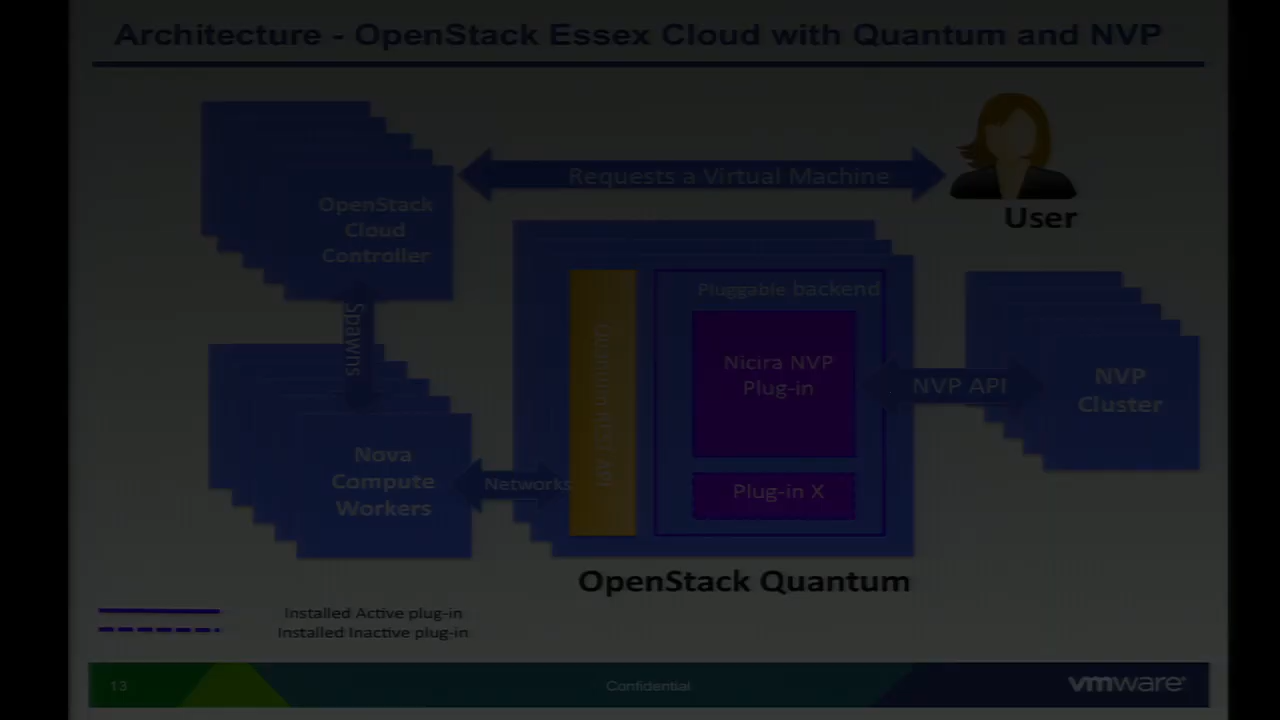 Architecture - OpenStack Essex Cloud with Quantum and NVP
Requests a Virtual Machine
User
OpenStack
Cloud
Controller
Spawns
Pluggable backend
Nicira NVP
Plug-in
Plug-in X
NVP API
NVP
Cluster
Nova
Compute
Workers
Networks
OpenStack Quantum
Installed Active plug-in
Installed Inactive plug-in
13
Confidential
vmware